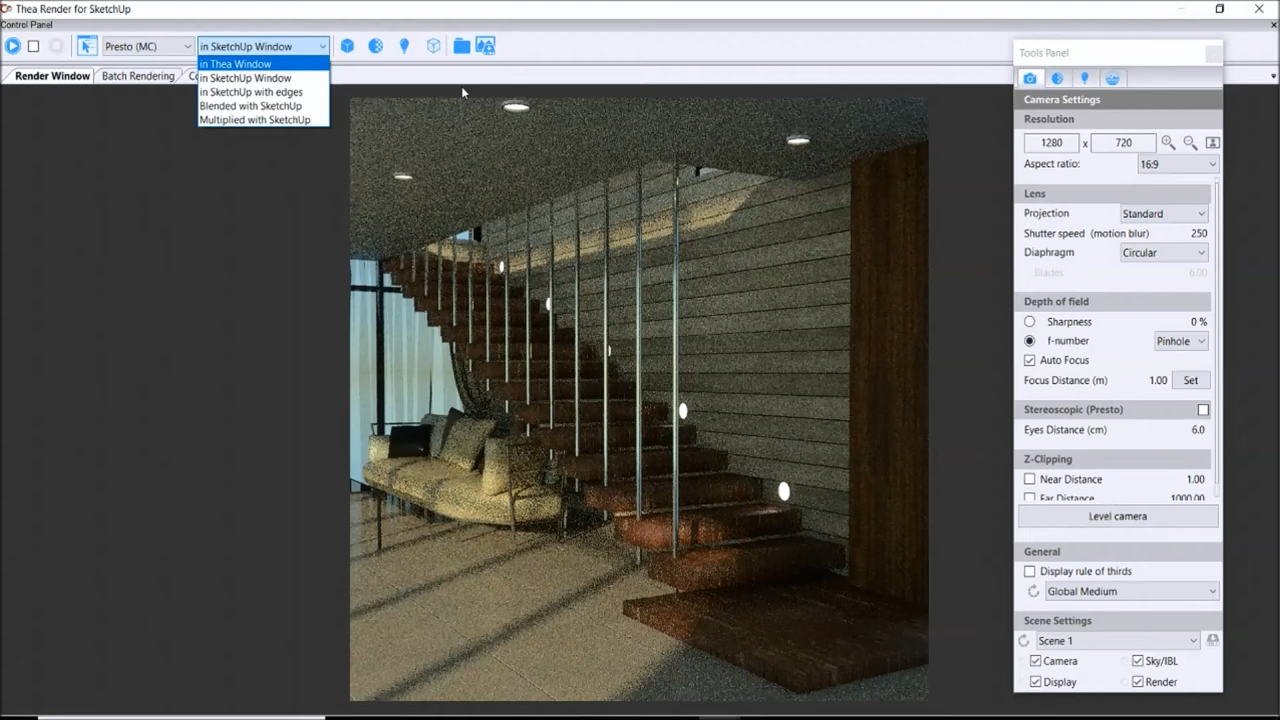 Thea Render for SketchUp
Control Panel
Presto (MC)
in SketchUp Window
in Thea Window
in SketchUp Window
in SketchUp with edges
Blended with SketchUp
Multiplied with SketchUp
Render Window
Batch Rendering
Tools Panel
Camera Settings
Resolution
1280 x 720
Aspect ratio: 16:9
Lens
Projection Standard
Shutter speed (motion blur) 250
Diaphragm Circular
Blades 6.00
Depth of field
Sharpness 0 %
f-number Pinhole
Auto Focus
Focus Distance (m) 1.00 Set
Stereoscopic (Presto)
Eyes Distance (cm) 6.0
Z-Clipping
Near Distance 1.00
Far Distance 1000.00
Level camera
General
Display rule of thirds
Global Medium
Scene Settings
Scene 1
Camera Sky/IBL
Display Render